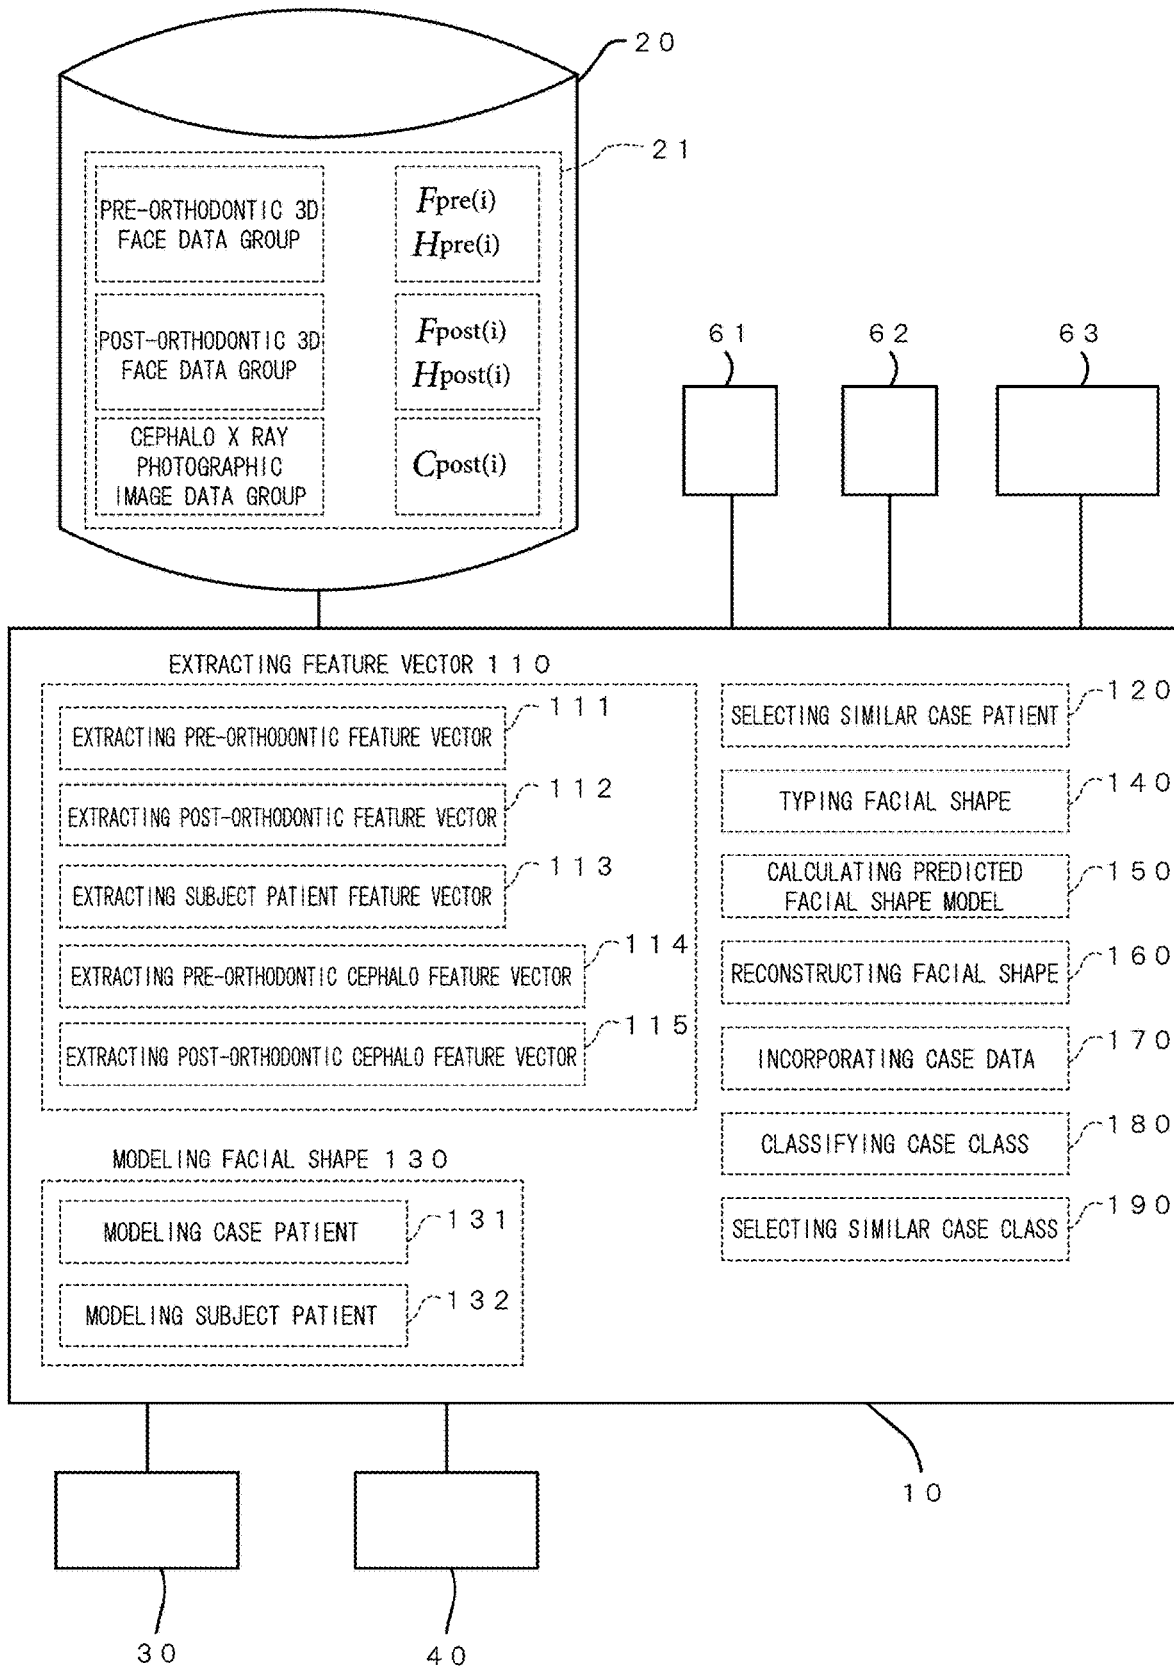 20
21
PRE-ORTHODONTIC 3D
FACE DATA GROUP
Fpre(i)
Hpre(i)
POST-ORTHODONTIC 3D
FACE DATA GROUP
Fpost(i)
Hpost(i)
CEPHALO X RAY
PHOTOGRAPHIC
IMAGE DATA GROUP
Cpost(i)
61
62
63
EXTRACTING FEATURE VECTOR 110
111
EXTRACTING PRE-ORTHODONTIC FEATURE VECTOR
112
EXTRACTING POST-ORTHODONTIC FEATURE VECTOR
113
EXTRACTING SUBJECT PATIENT FEATURE VECTOR
114
EXTRACTING PRE-ORTHODONTIC CEPHALO FEATURE VECTOR
115
EXTRACTING POST-ORTHODONTIC CEPHALO FEATURE VECTOR
MODELING FACIAL SHAPE 130
MODELING CASE PATIENT
131
MODELING SUBJECT PATIENT
132
120
SELECTING SIMILAR CASE PATIENT
140
TYPING FACIAL SHAPE
150
CALCULATING PREDICTED
FACIAL SHAPE MODEL
160
RECONSTRUCTING FACIAL SHAPE
170
INCORPORATING CASE DATA
180
CLASSIFYING CASE CLASS
190
SELECTING SIMILAR CASE CLASS
10
30
40